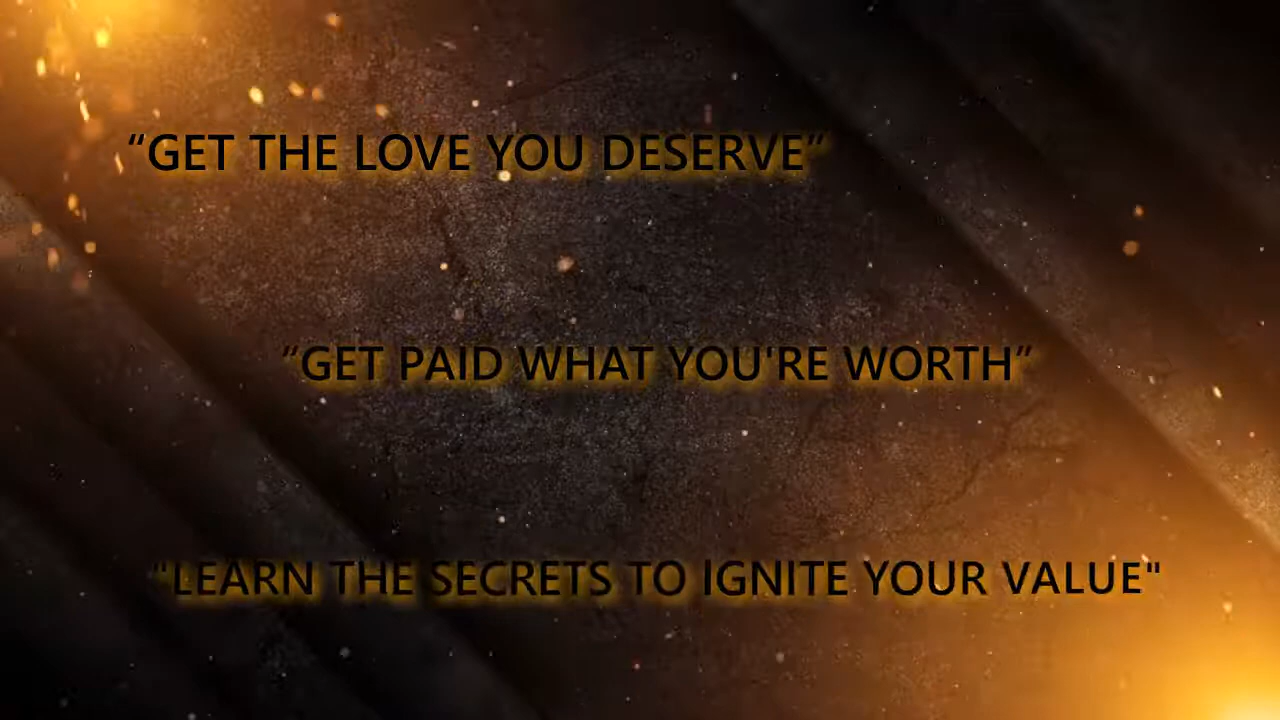 “GET THE LOVE YOU DESERVE”
“GET PAID WHAT YOU'RE WORTH”
"LEARN THE SECRETS TO IGNITE YOUR VALUE"